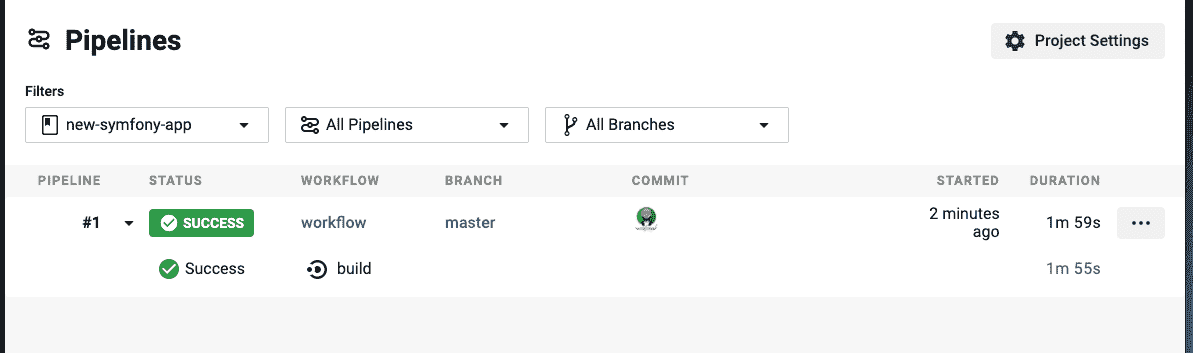 Pipelines
Project Settings
Filters
new-symfony-app
All Pipelines
All Branches
PIPELINE STATUS WORKFLOW BRANCH COMMIT STARTED DURATION
#1 SUCCESS workflow master 2 minutes ago 1m 59s ...
Success build 1m 55s